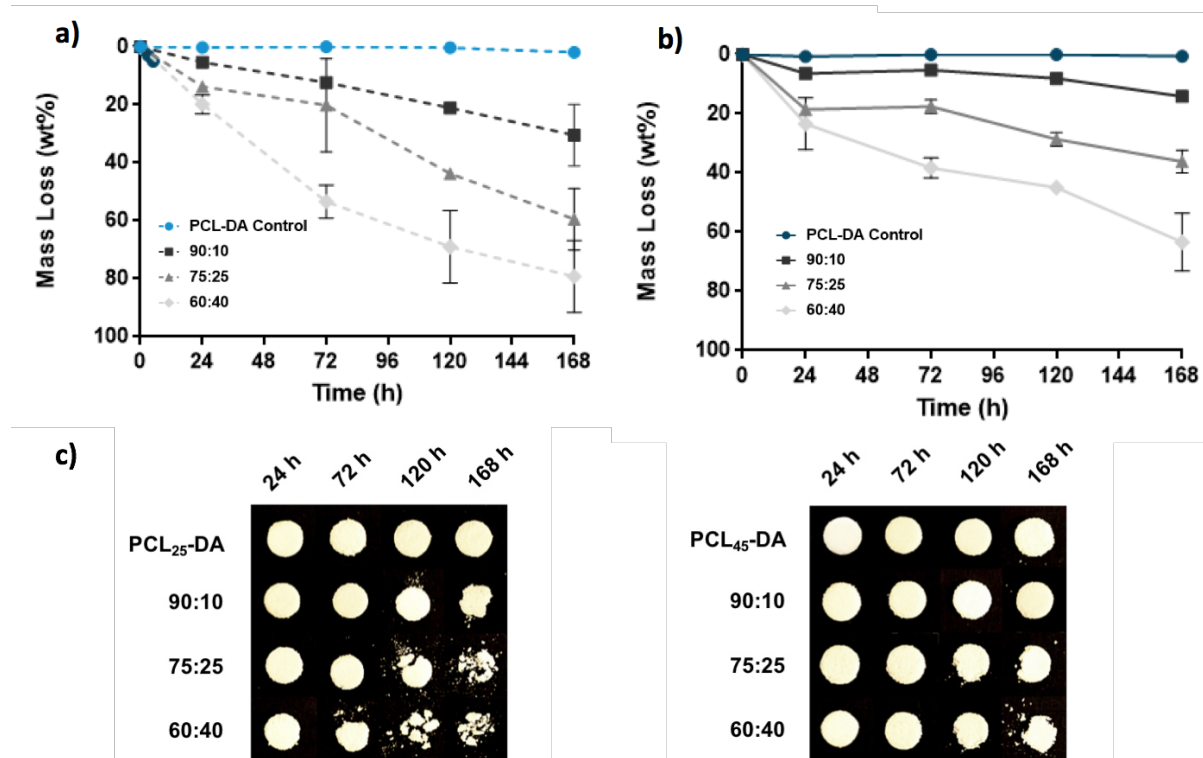 a)
0
20
40
60
80
100
Mass Loss (wt%)
PCL-DA Control
90:10
75:25
60:40
0 24 48 72 96 120 144 168
Time (h)
b)
0
20
40
60
80
100
Mass Loss (wt%)
PCL-DA Control
90:10
75:25
60:40
0 24 48 72 96 120 144 168
Time (h)
c)
24 h 72 h 120 h 168 h
PCL₂₅-DA
90:10
75:25
60:40
24 h 72 h 120 h 168 h
PCL₄₅-DA
90:10
75:25
60:40